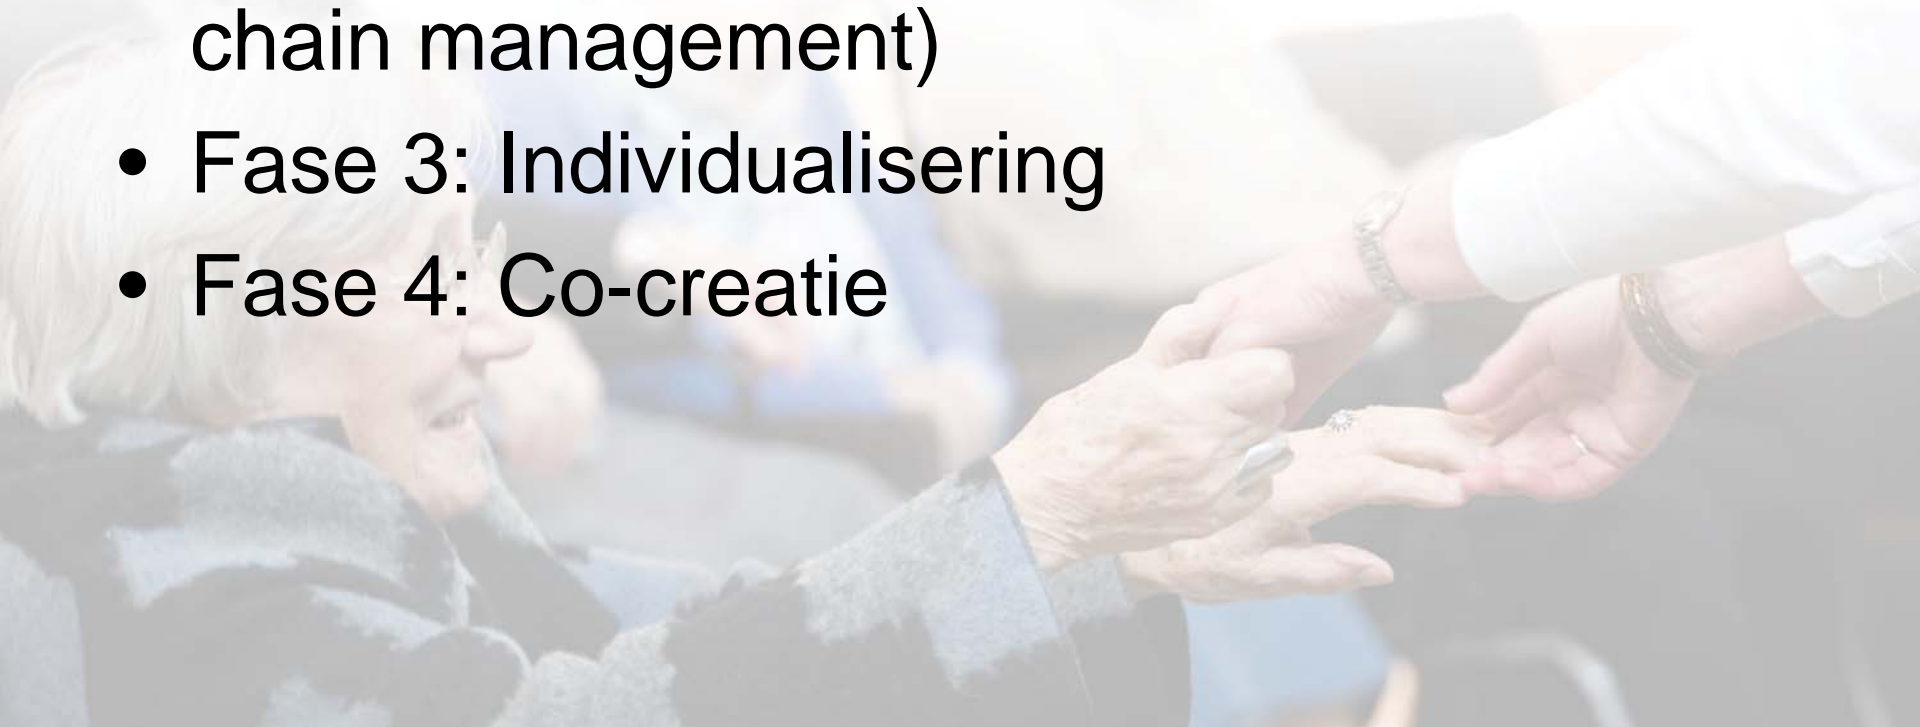 chain management)
• Fase 3: Individualisering
• Fase 4: Co-creatie